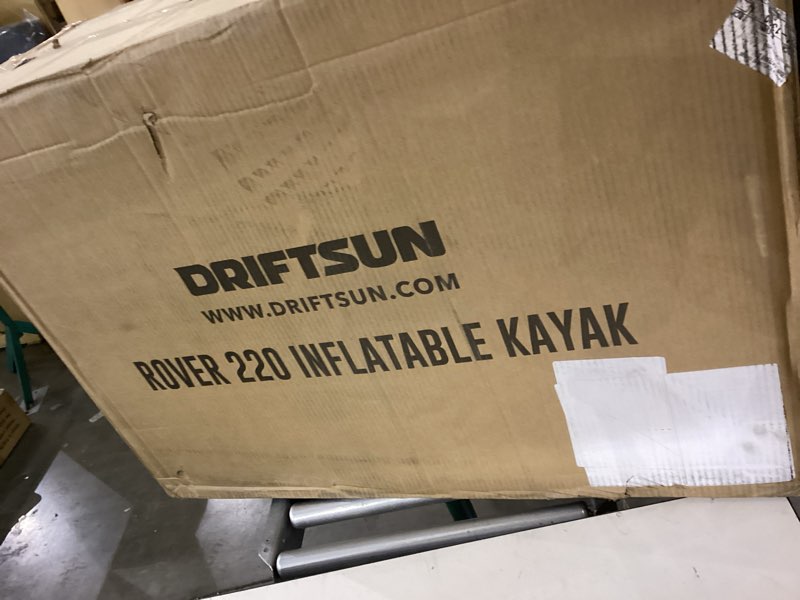 DRIFTSUN
WWW.DRIFTSUN.COM
ROVER 220 INFLATABLE KAYAK